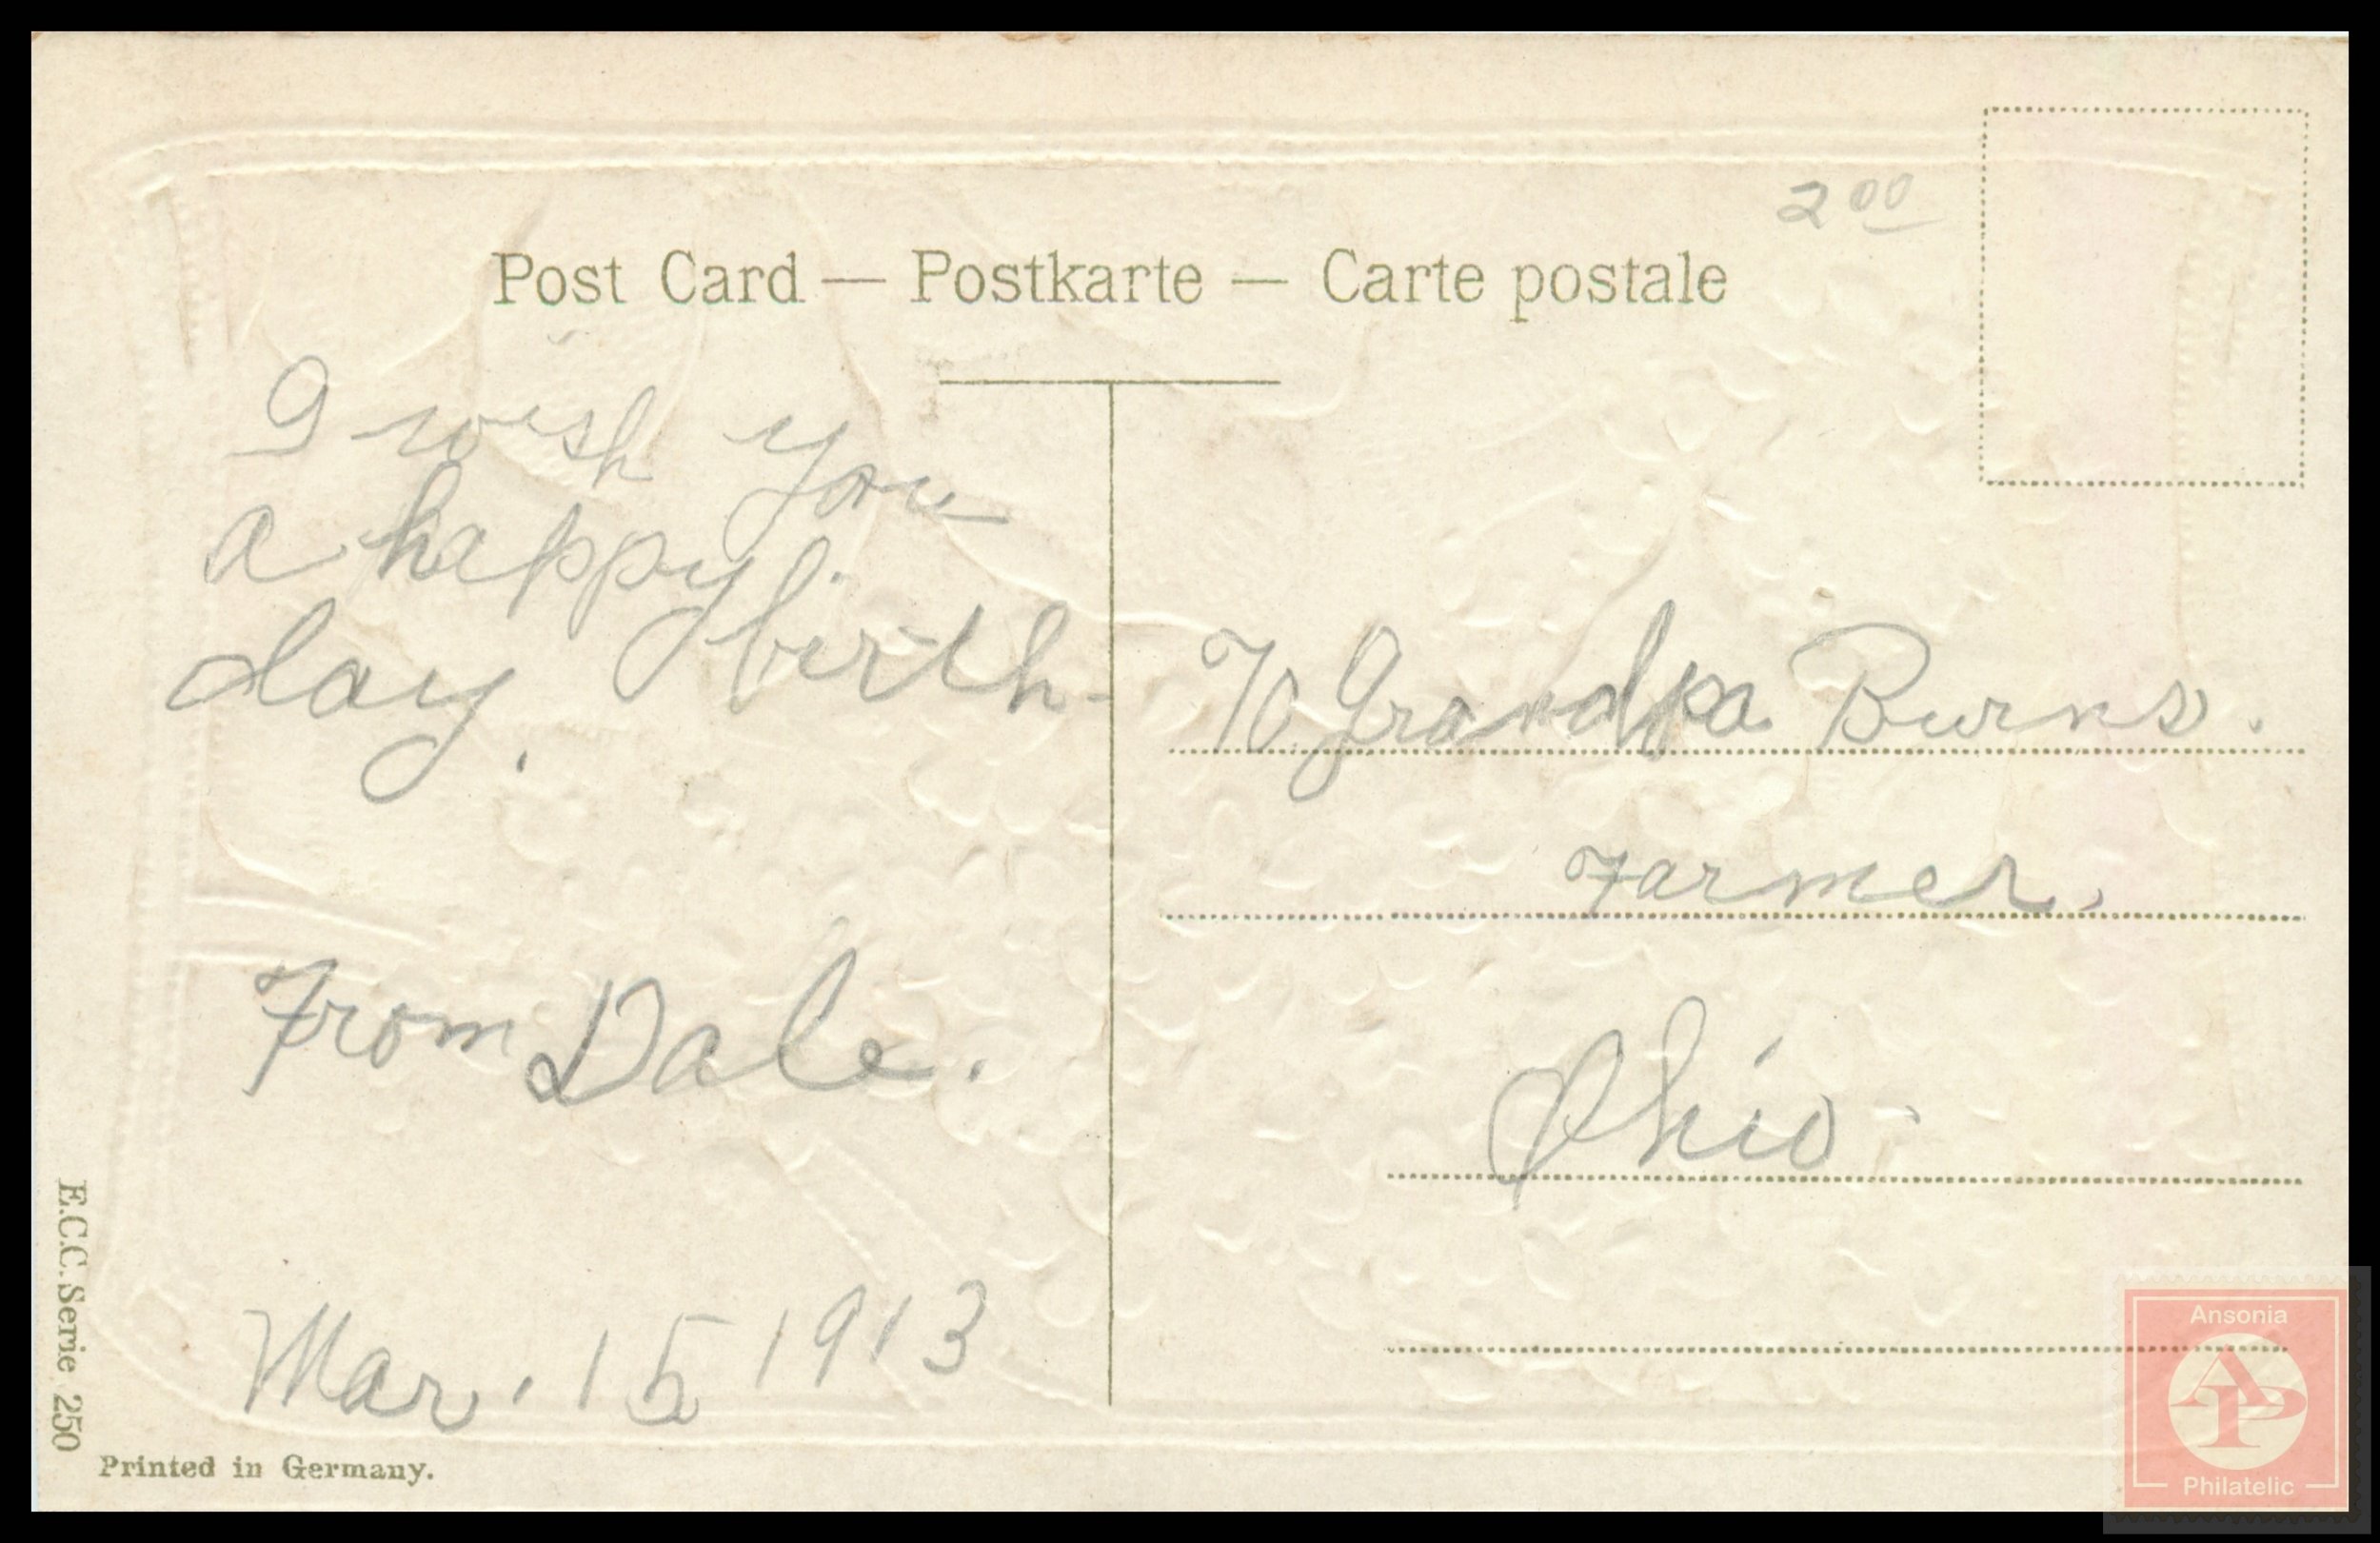 2 00
Post Card — Postkarte — Carte postale
I wish you
a happy birth-
day.
From Dale.
Mar. 15 1913
To Grandpa Burns.
Farmer.
Ohio
E.C.C. Serie 250
Printed in Germany.
Ansonia
AP
Philatelic